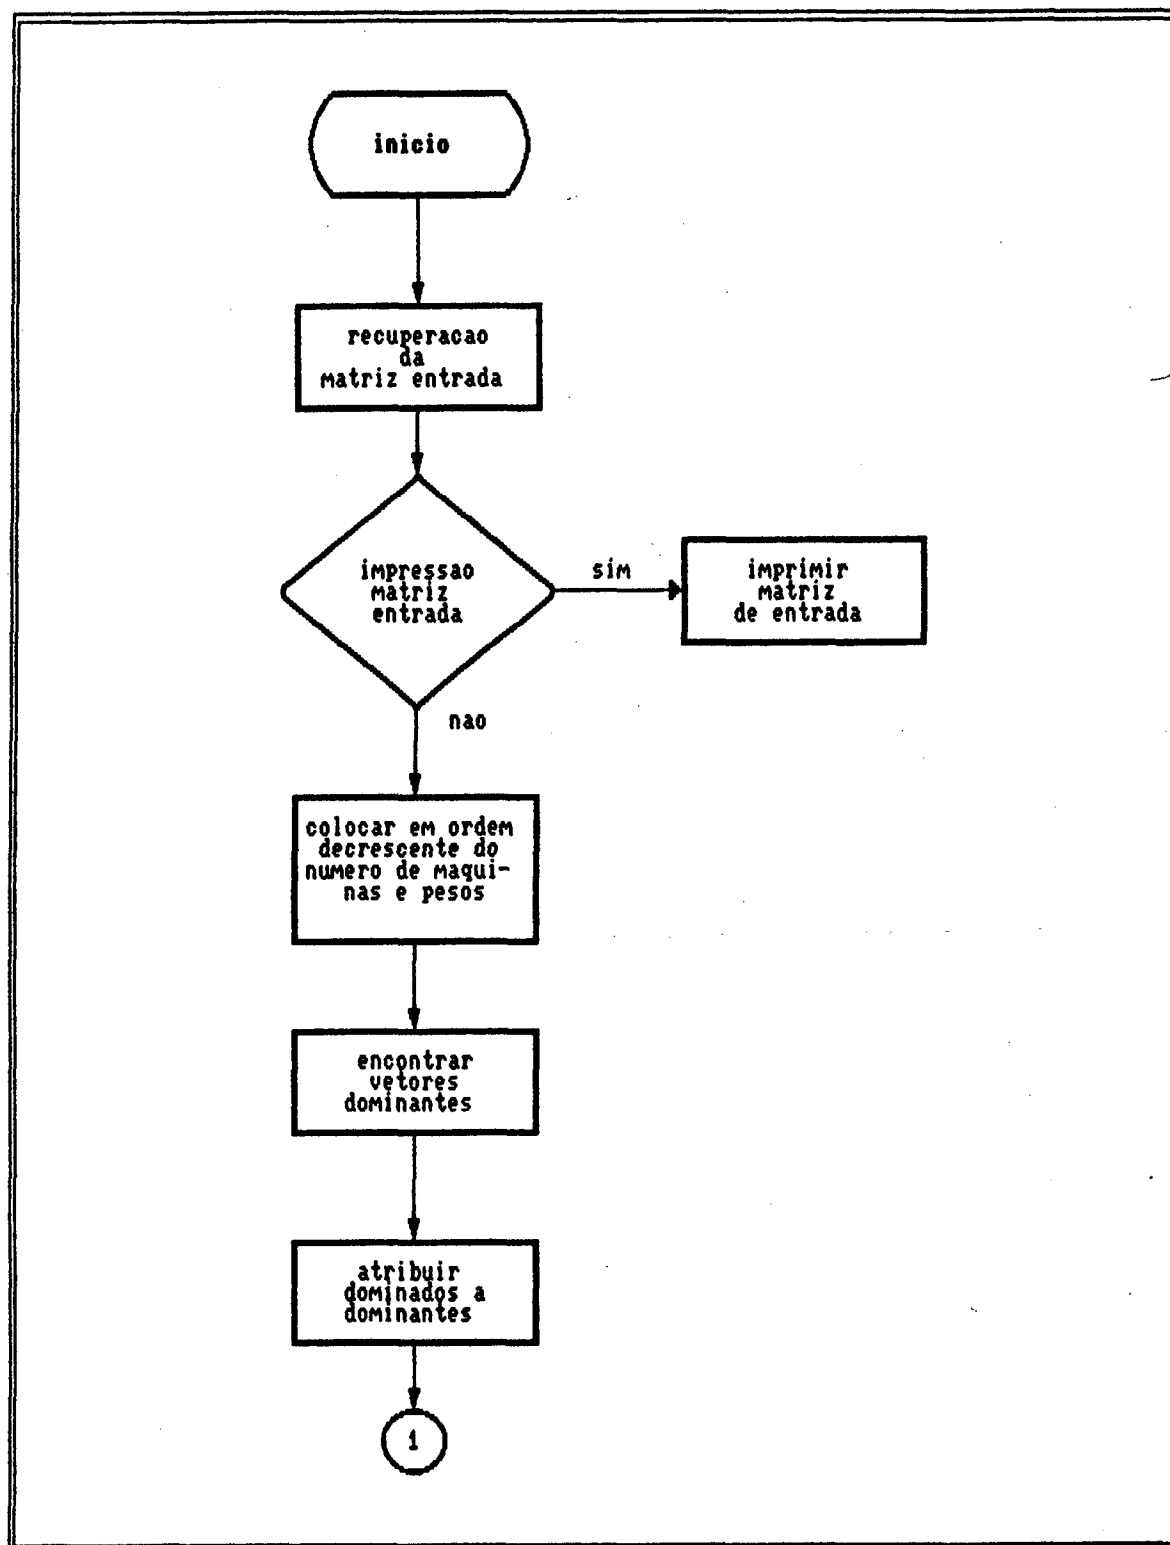 inicio
recuperacao
da
matriz entrada
impressao
matriz
entrada
sim
imprimir
matriz
de entrada
nao
colocar em ordem
decrescente do
numero de maqui-
nas e pesos
encontrar
vetores
dominantes
atribuir
dominados a
dominantes
1